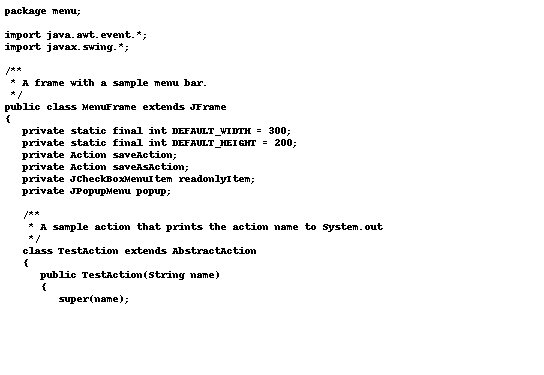 package menu;

import java.awt.event.*;
import javax.swing.*;

/**
 * A frame with a sample menu bar.
 */
public class MenuFrame extends JFrame
{
   private static final int DEFAULT_WIDTH = 300;
   private static final int DEFAULT_HEIGHT = 200;
   private Action saveAction;
   private Action saveAsAction;
   private JCheckBoxMenuItem readonlyItem;
   private JPopupMenu popup;

   /**
    * A sample action that prints the action name to System.out
    */
   class TestAction extends AbstractAction
   {
      public TestAction(String name)
      {
         super(name);